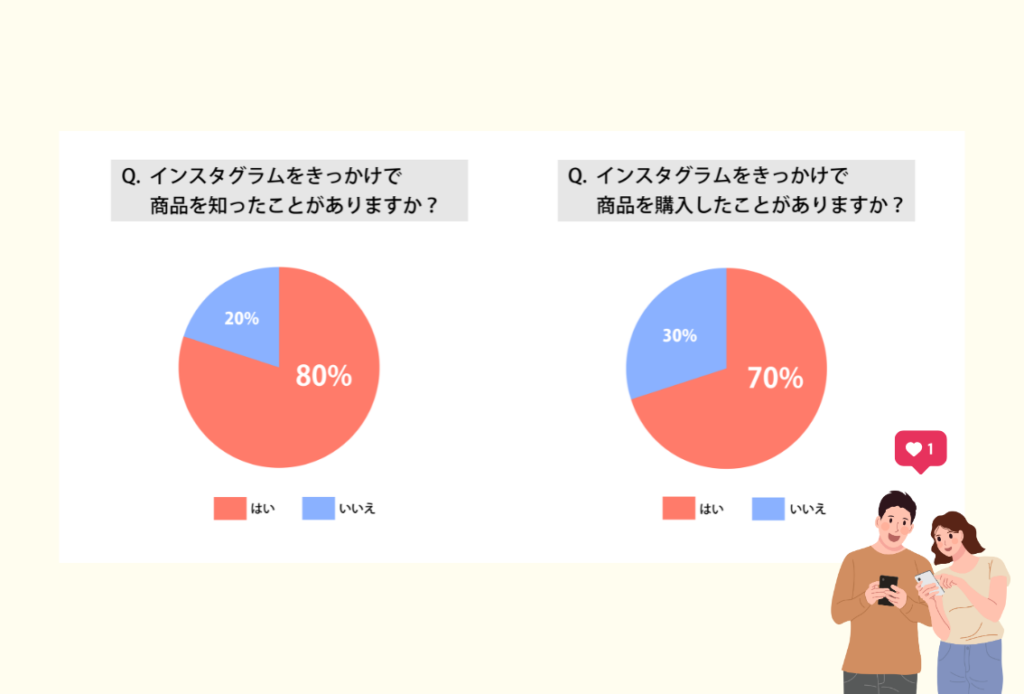 Q. インスタグラムをきっかけで
商品を知ったことがありますか？
20%
80%
はい
いいえ
Q. インスタグラムをきっかけで
商品を購入したことがありますか？
30%
70%
はい
いいえ
1